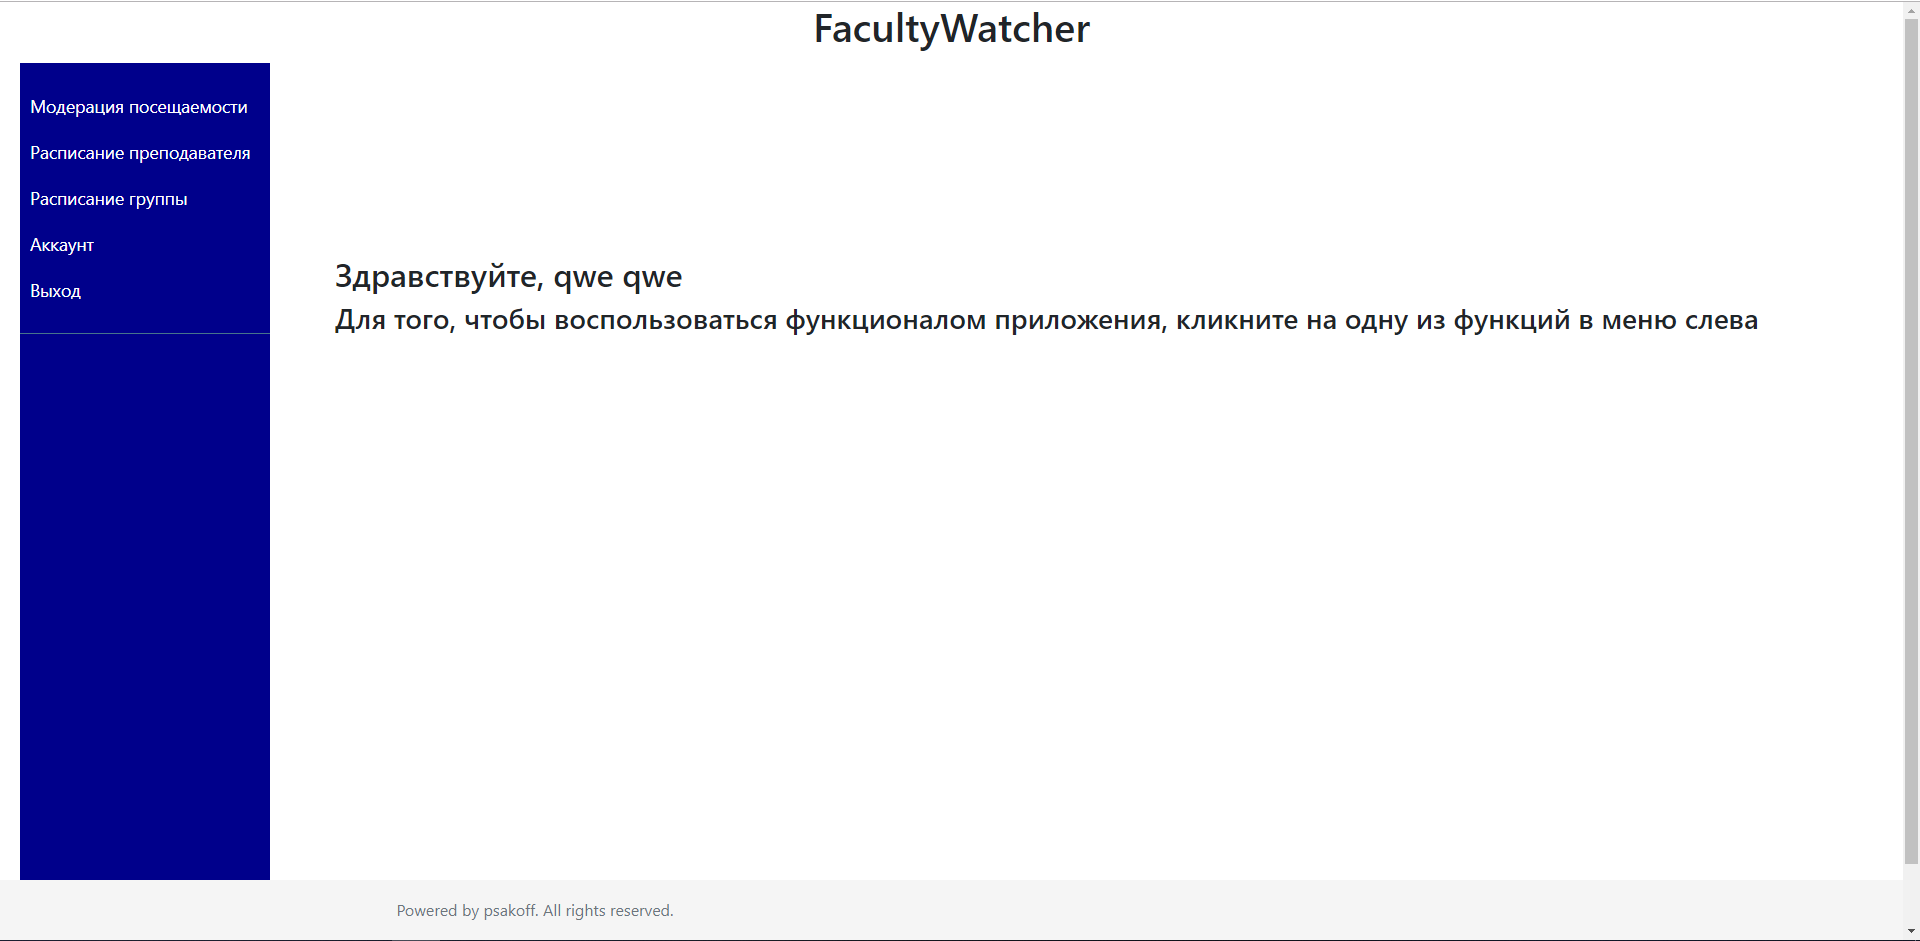 FacultyWatcher
Модерация посещаемости
Расписание преподавателя
Расписание группы
Аккаунт
Выход
Здравствуйте, qwe qwe
Для того, чтобы воспользоваться функционалом приложения, кликните на одну из функций в меню слева
Powered by psakoff. All rights reserved.